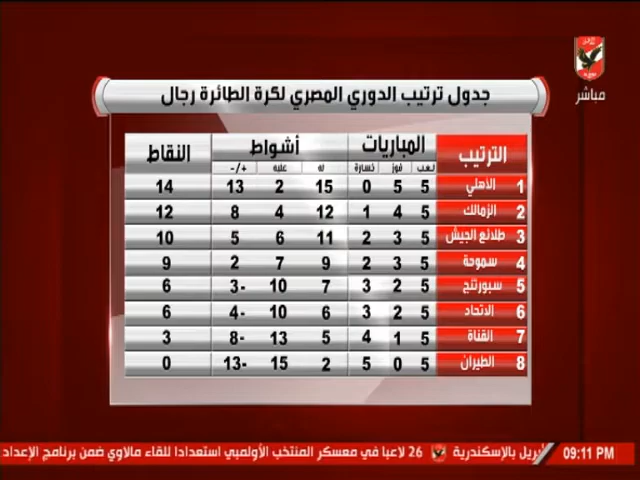 مباشر
جدول ترتيب الدوري المصري لكرة الطائرة رجال
الترتيب المباريات أشواط النقاط
لعب فوز خسارة له عليه +/-
1 الأهلي 5 5 0 15 2 13 14
2 الزمالك 5 4 1 12 4 8 12
3 طلائع الجيش 5 3 2 11 6 5 10
4 سموحة 5 3 2 9 7 2 9
5 سبورتنج 5 2 3 7 10 -3 6
6 الاتحاد 5 2 3 6 10 -4 6
7 القناة 5 1 4 5 13 -8 3
8 الطيران 5 0 5 2 15 -13 0
09:11 PM بريل بالإسكندرية 26 لاعبا في معسكر المنتخب الأولمبي استعدادا للقاء مالاوي ضمن برنامج الإعداد